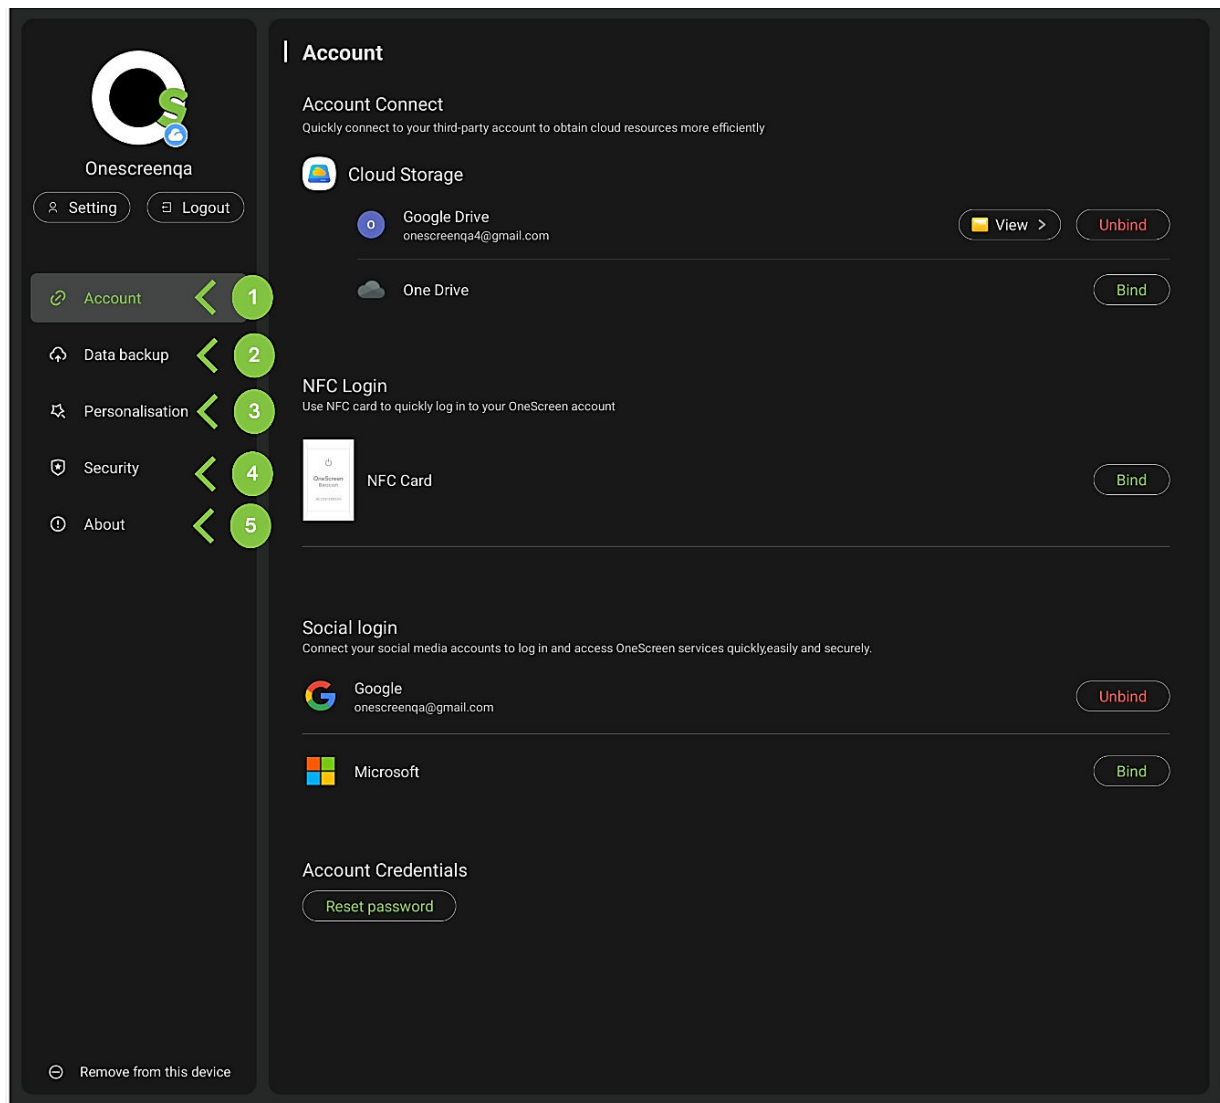 Account
Account Connect
Quickly connect to your third-party account to obtain cloud resources more efficiently
Onescreenqa
Cloud Storage
Setting
Logout
Google Drive
onescreenqa4@gmail.com
View >
Unbind
Account
1
One Drive
Bind
Data backup
2
Personalisation
3
Security
4
About
5
NFC Login
Use NFC card to quickly log in to your OneScreen account
OneScreen
NFC Card
Bind
Social login
Connect your social media accounts to log in and access OneScreen services quickly,easily and securely.
Google
onescreenqa@gmail.com
Unbind
Microsoft
Bind
Account Credentials
Reset password
Remove from this device